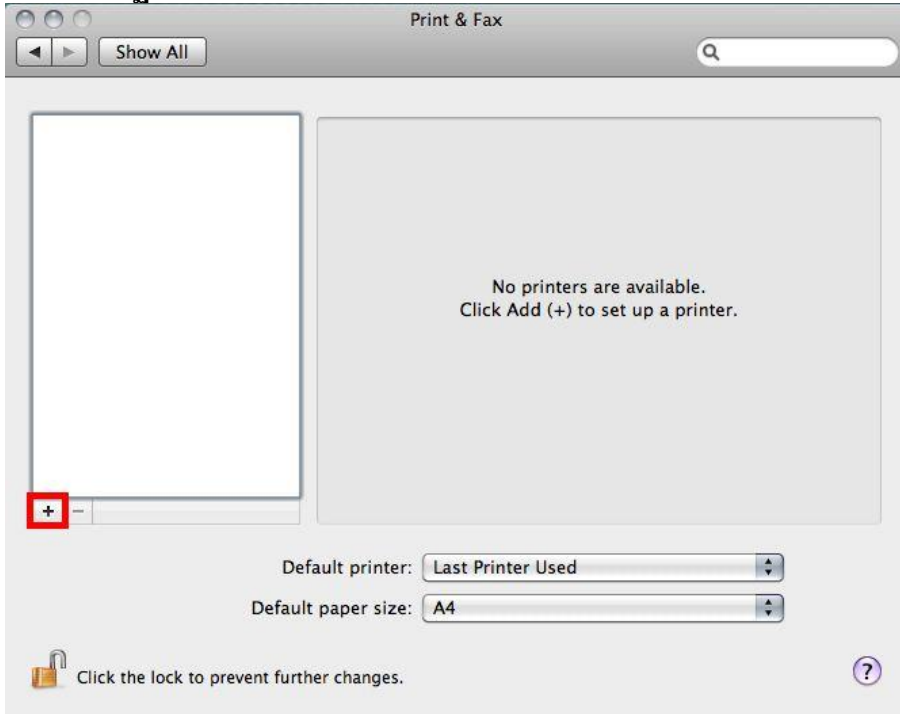 Print & Fax
Show All
No printers are available.
Click Add (+) to set up a printer.
+ −
Default printer: Last Printer Used
Default paper size: A4
Click the lock to prevent further changes.
?